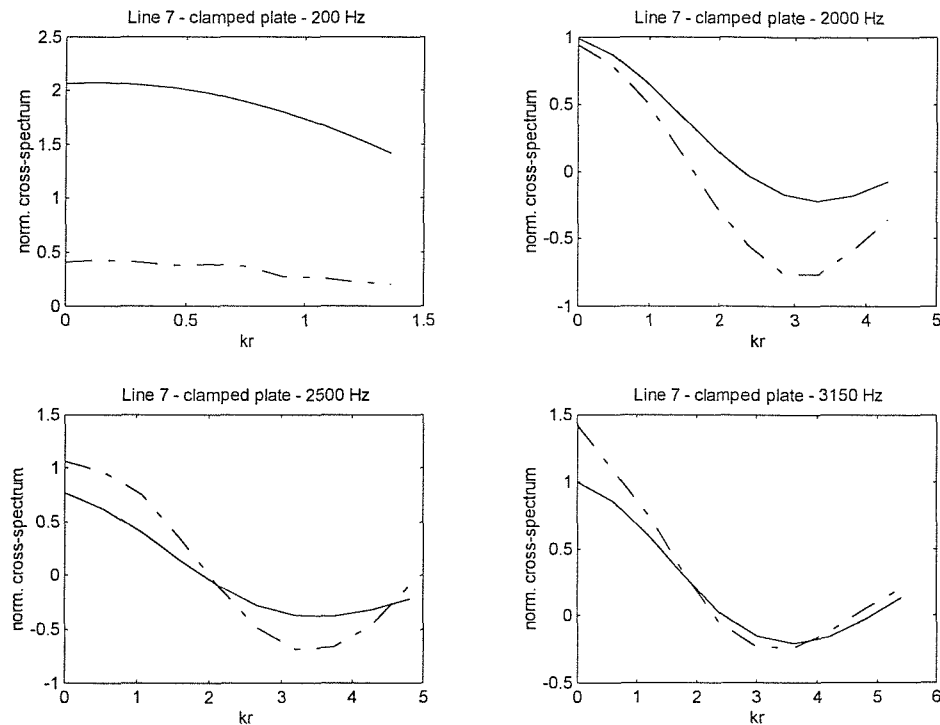 Line 7 - clamped plate - 200 Hz
2.5
2
1.5
1
0.5
0
norm. cross-spectrum
0 0.5 1 1.5
kr
Line 7 - clamped plate - 2000 Hz
1
0.5
0
-0.5
-1
norm. cross-spectrum
0 1 2 3 4 5
kr
Line 7 - clamped plate - 2500 Hz
1.5
1
0.5
0
-0.5
-1
norm. cross-spectrum
0 1 2 3 4 5
kr
Line 7 - clamped plate - 3150 Hz
1.5
1
0.5
0
-0.5
norm. cross-spectrum
0 1 2 3 4 5 6
kr